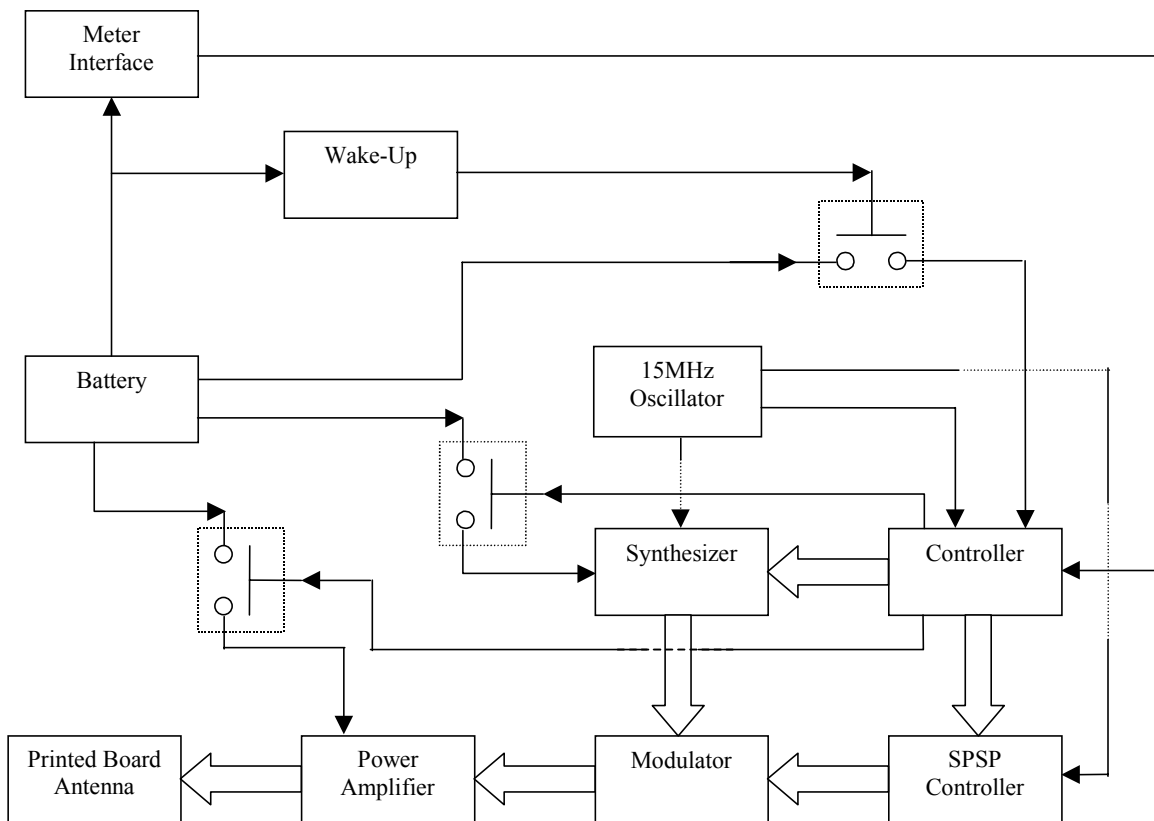 Meter
Interface
Wake-Up
Battery
15MHz
Oscillator
Synthesizer
Controller
Printed Board
Antenna
Power
Amplifier
Modulator
SPSP
Controller